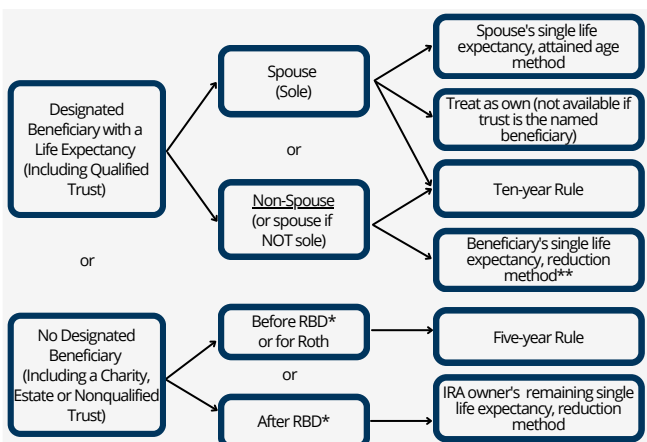 Designated
Beneficiary with a
Life Expectancy
(Including Qualified
Trust)
or
No Designated
Beneficiary
(Including a Charity,
Estate or Nonqualified
Trust)
Spouse
(Sole)
or
Non-Spouse
(or spouse if
NOT sole)
Before RBD*
or for Roth
or
After RBD*
Spouse's single life
expectancy, attained age
method
Treat as own (not available if
trust is the named
beneficiary)
Ten-year Rule
Beneficiary's single life
expectancy, reduction
method**
Five-year Rule
IRA owner's remaining single
life expectancy, reduction
method